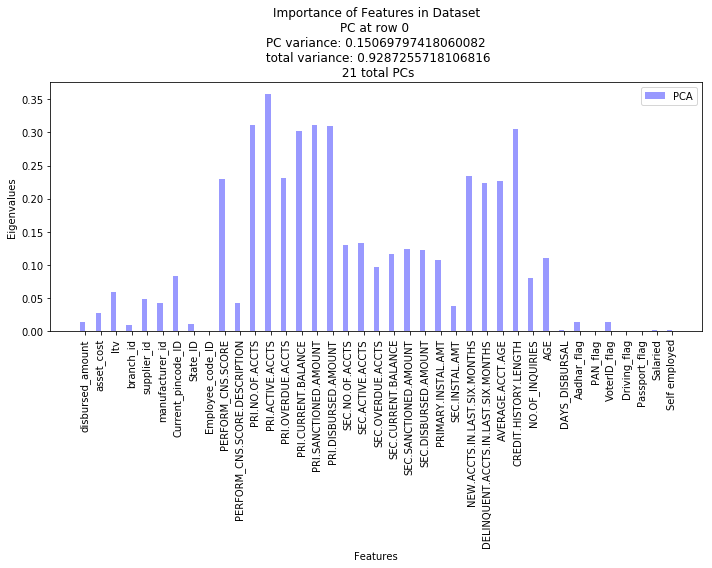 Importance of Features in Dataset
PC at row 0
PC variance: 0.15069797418060082
total variance: 0.9287255718106816
21 total PCs
PCA
Eigenvalues
0.35
0.30
0.25
0.20
0.15
0.10
0.05
0.00
disbursed_amount
asset_cost
ltv
branch_id
supplier_id
manufacturer_id
Current_pincode_ID
State_ID
Employee_code_ID
PERFORM_CNS.SCORE
PERFORM_CNS.SCORE.DESCRIPTION
PRI.NO.OF.ACCTS
PRI.ACTIVE.ACCTS
PRI.OVERDUE.ACCTS
PRI.CURRENT.BALANCE
PRI.SANCTIONED.AMOUNT
PRI.DISBURSED.AMOUNT
SEC.NO.OF.ACCTS
SEC.ACTIVE.ACCTS
SEC.OVERDUE.ACCTS
SEC.CURRENT.BALANCE
SEC.SANCTIONED.AMOUNT
SEC.DISBURSED.AMOUNT
PRIMARY.INSTAL.AMT
SEC.INSTAL.AMT
NEW.ACCTS.IN.LAST.SIX.MONTHS
DELINQUENT.ACCTS.IN.LAST.SIX.MONTHS
AVERAGE.ACCT.AGE
CREDIT.HISTORY.LENGTH
NO.OF_INQUIRIES
AGE
DAYS_DISBURSAL
Aadhar_flag
PAN_flag
VoterID_flag
Driving_flag
Passport_flag
Salaried
Self employed
Features